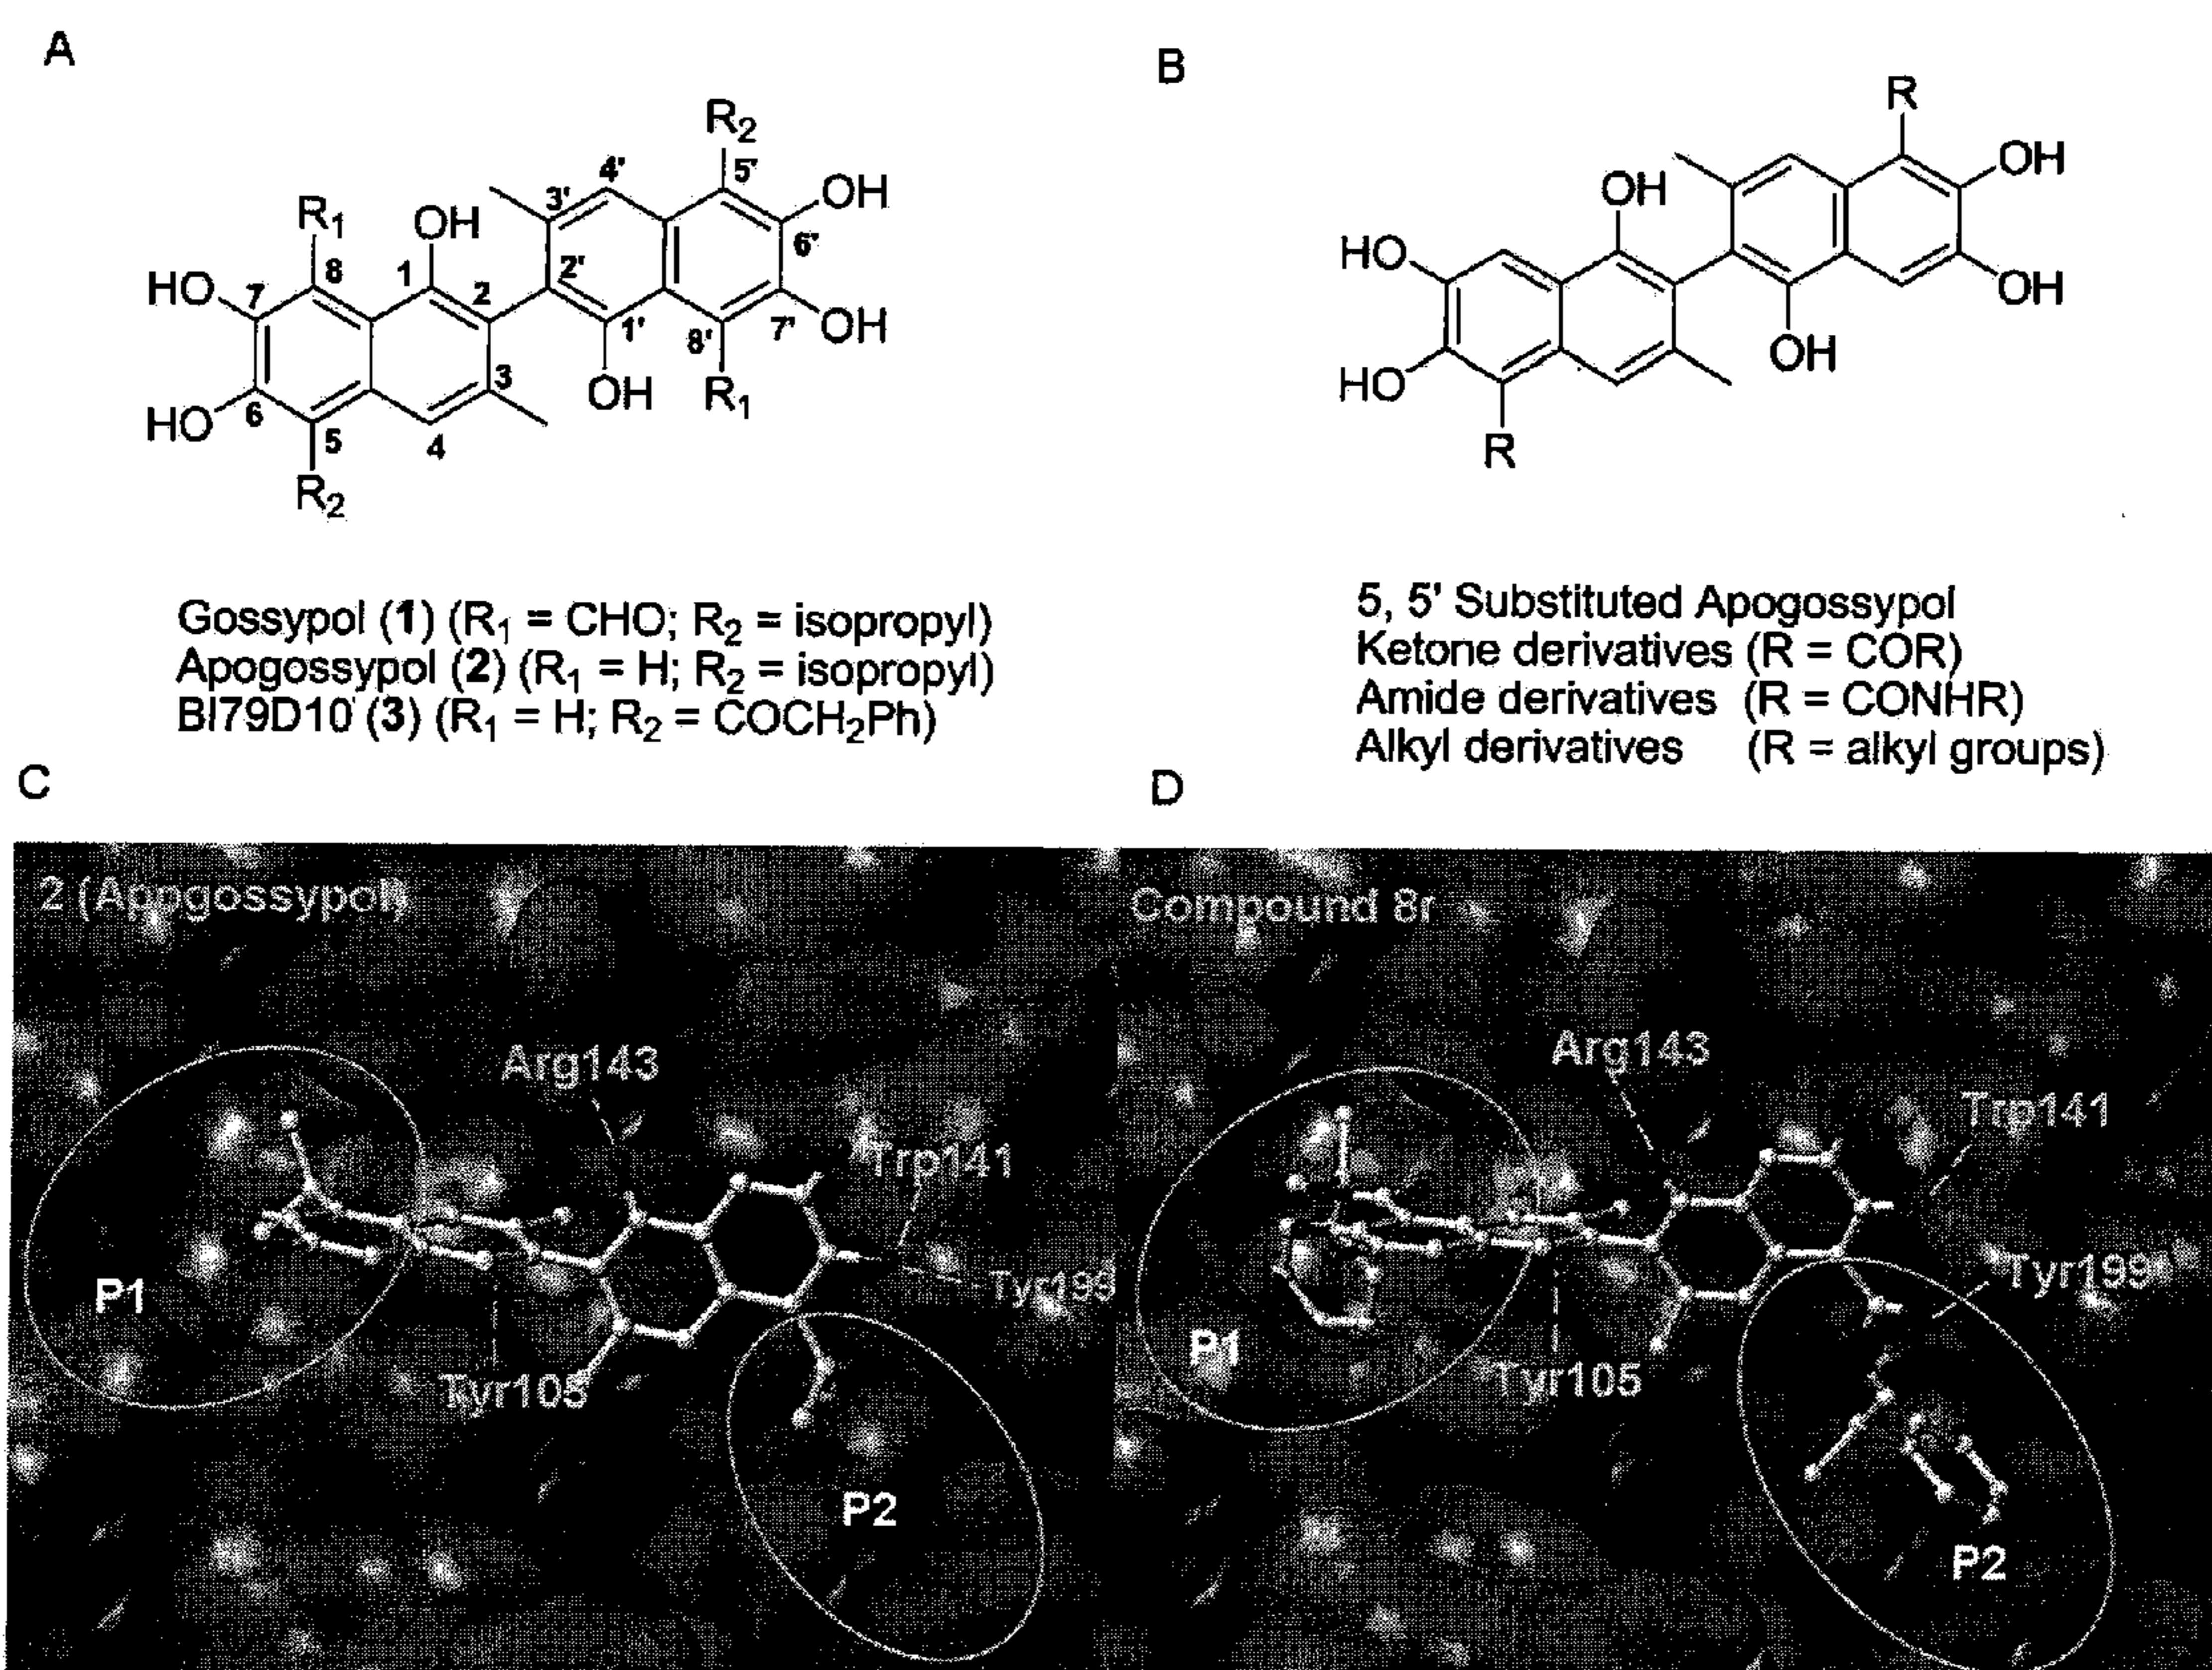 A
B
R₂
R
4'
5'
OH
OH
3'
R₁
OH
OH
6'
8
1
2'
HO
7
2
HO
1'
8'
7'
OH
OH
3
OH
R₁
OH
HO
6
5
4
HO
R₂
R
Gossypol (1) (R₁ = CHO; R₂ = isopropyl)
Apogossypol (2) (R₁ = H; R₂ = isopropyl)
BI79D10 (3) (R₁ = H; R₂ = COCH₂Ph)
5, 5' Substituted Apogossypol
Ketone derivatives (R = COR)
Amide derivatives (R = CONHR)
Alkyl derivatives (R = alkyl groups)
C
D
2 (Apogossypol)
Arg143
Trp141
Tyr199
P1
Tyr105
P2
Compound 8r
Arg143
Trp141
Tyr199
P1
Tyr105
P2